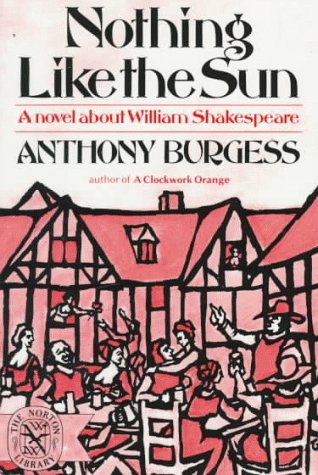 Nothing
Like the Sun
A novel about William Shakespeare
ANTHONY BURGESS
author of A Clockwork Orange
THE NORTON
LIBRARY